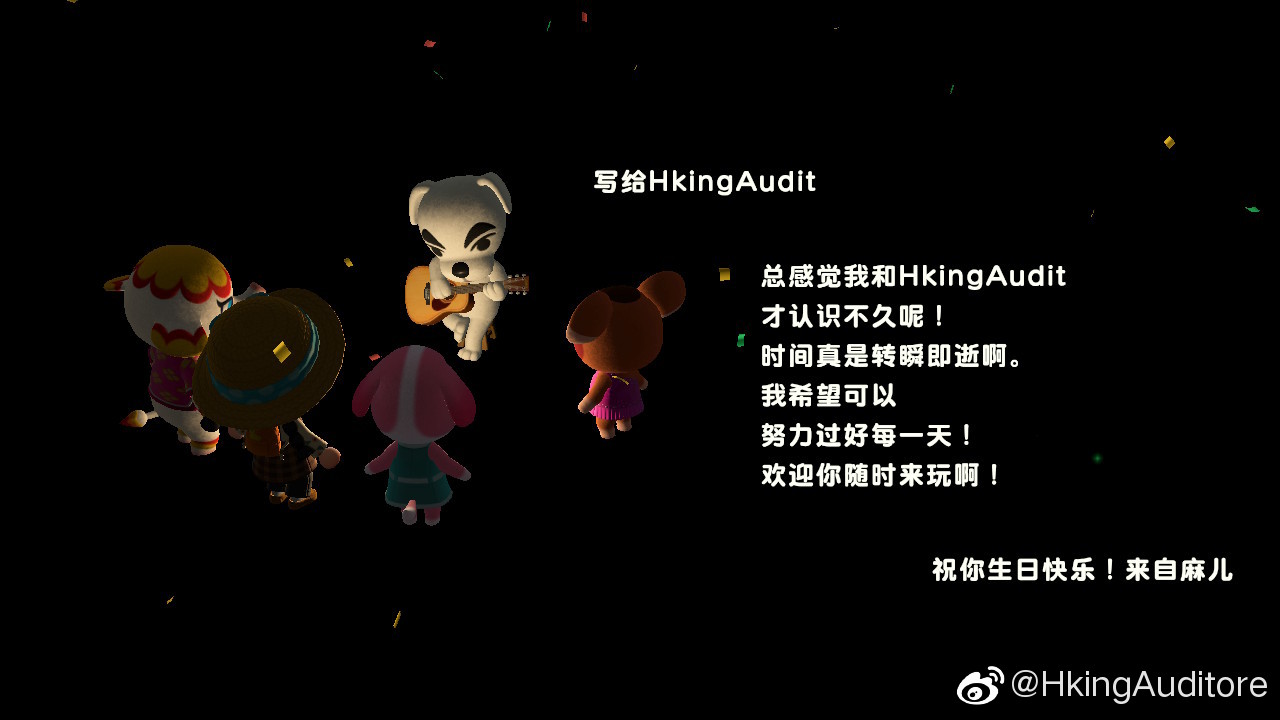 写给HkingAudit
总感觉我和HkingAudit
才认识不久呢！
时间真是转瞬即逝啊。
我希望可以
努力过好每一天！
欢迎你随时来玩啊！
祝你生日快乐！来自麻儿
@HkingAuditore